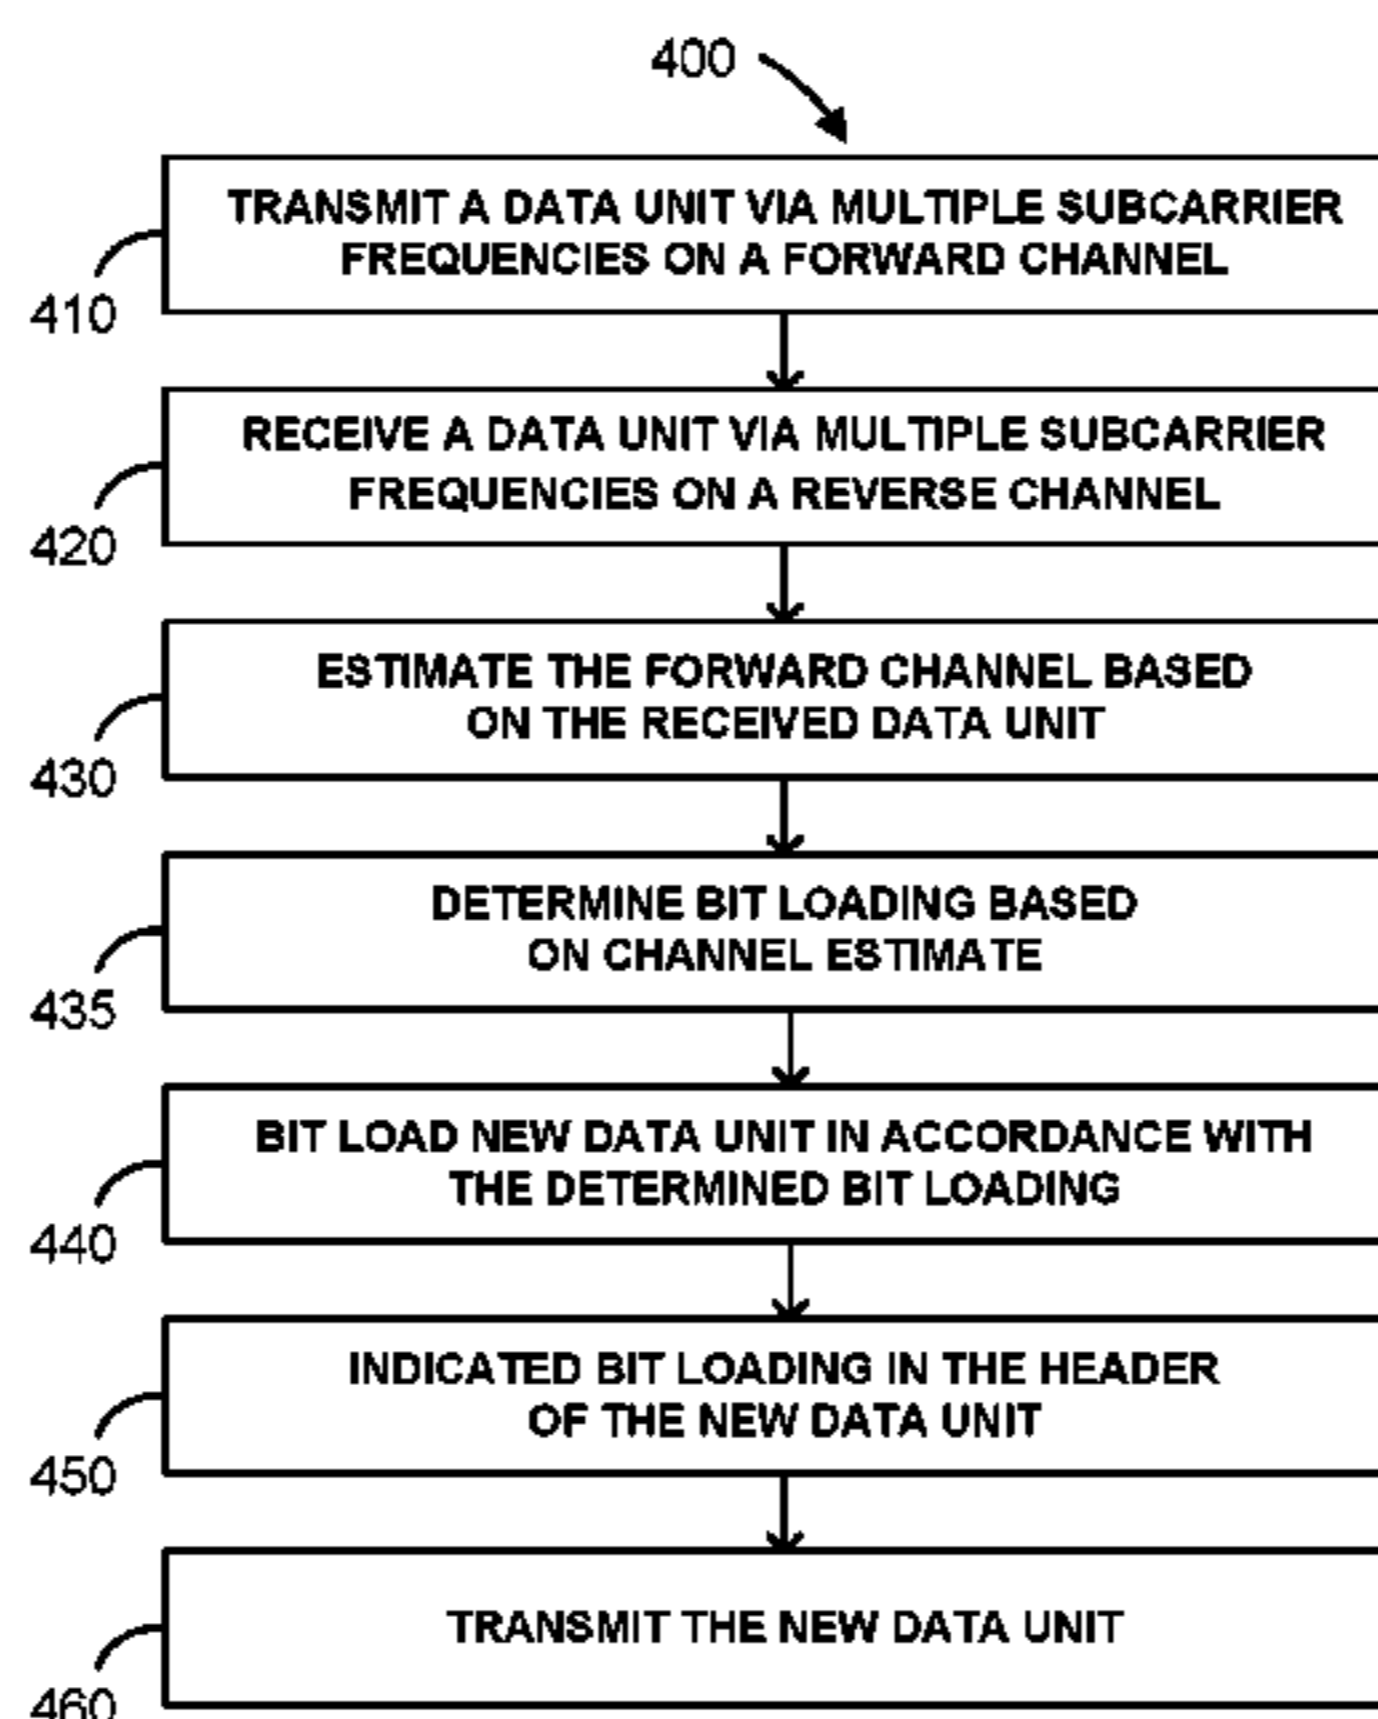 400
TRANSMIT A DATA UNIT VIA MULTIPLE SUBCARRIER
FREQUENCIES ON A FORWARD CHANNEL
410
RECEIVE A DATA UNIT VIA MULTIPLE SUBCARRIER
FREQUENCIES ON A REVERSE CHANNEL
420
ESTIMATE THE FORWARD CHANNEL BASED
ON THE RECEIVED DATA UNIT
430
DETERMINE BIT LOADING BASED
ON CHANNEL ESTIMATE
435
BIT LOAD NEW DATA UNIT IN ACCORDANCE WITH
THE DETERMINED BIT LOADING
440
INDICATED BIT LOADING IN THE HEADER
OF THE NEW DATA UNIT
450
TRANSMIT THE NEW DATA UNIT
460